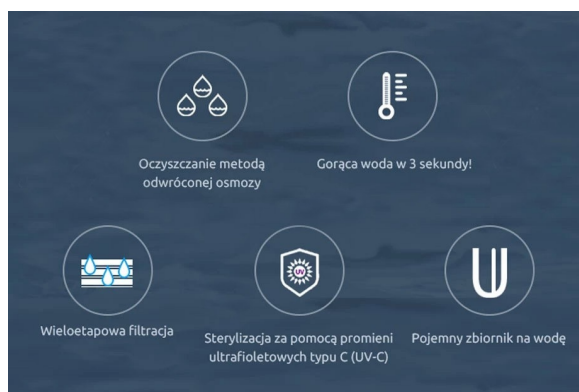 Oczyszczanie metodą
odwróconej osmozy
Gorąca woda w 3 sekundy!
UV
Wieloetapowa filtracja
Sterylizacja za pomocą promieni
ultrafioletowych typu C (UV-C)
Pojemny zbiornik na wodę